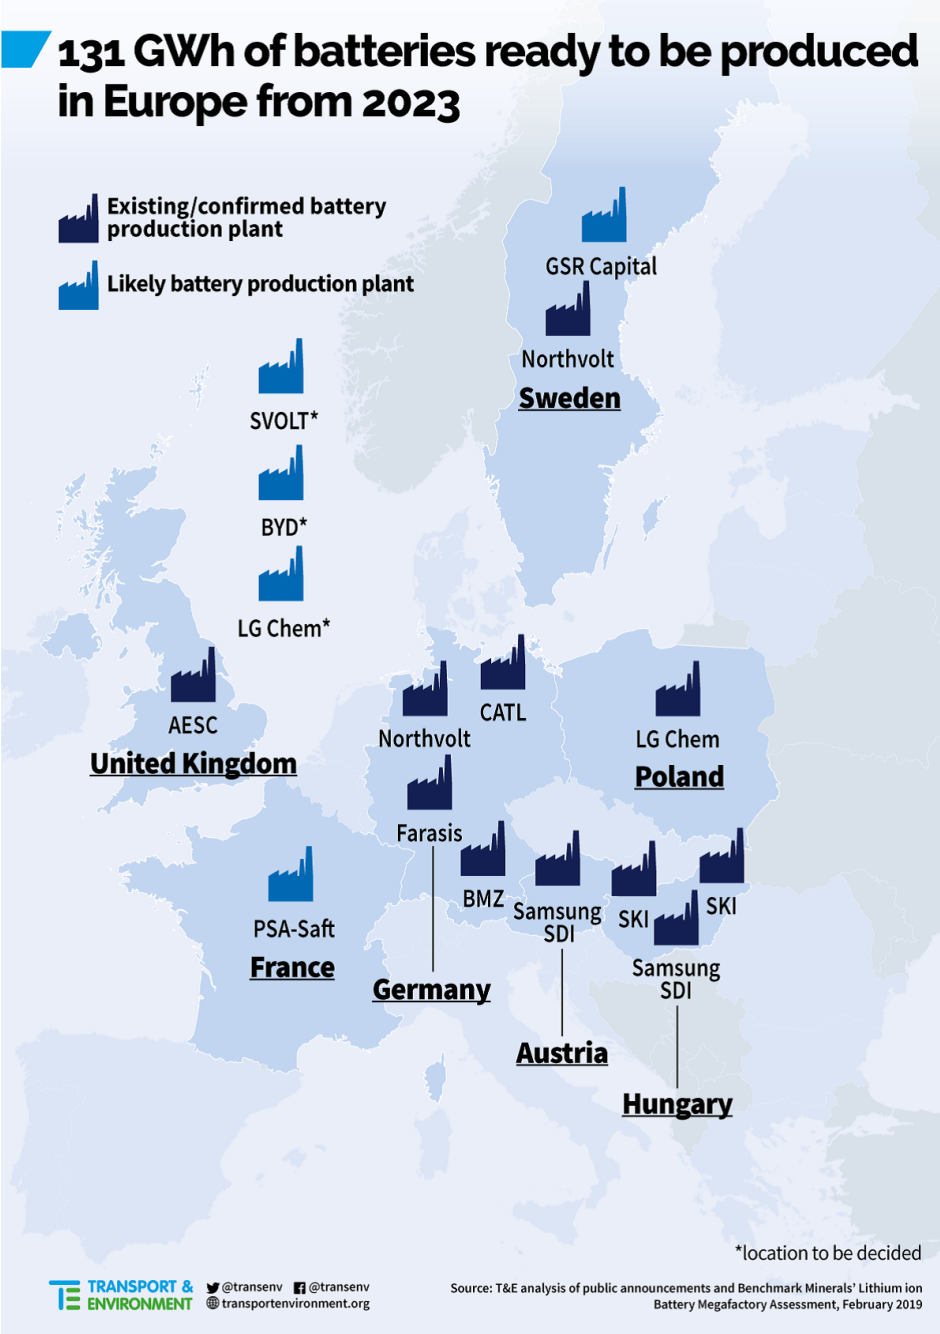 131 GWh of batteries ready to be produced
in Europe from 2023
Existing/confirmed battery
production plant
Likely battery production plant
GSR Capital
Northvolt
Sweden
SVOLT*
BYD*
LG Chem*
AESC
United Kingdom
Northvolt
CATL
LG Chem
Poland
Farasis
BMZ
Samsung
SDI
SKI
SKI
PSA-Saft
France
Samsung
SDI
Germany
Austria
Hungary
*location to be decided
TRANSPORT &
ENVIRONMENT
@transenv @transenv
transportenvironment.org
Source: T&E analysis of public announcements and Benchmark Minerals' Lithium ion
Battery Megafactory Assessment, February 2019